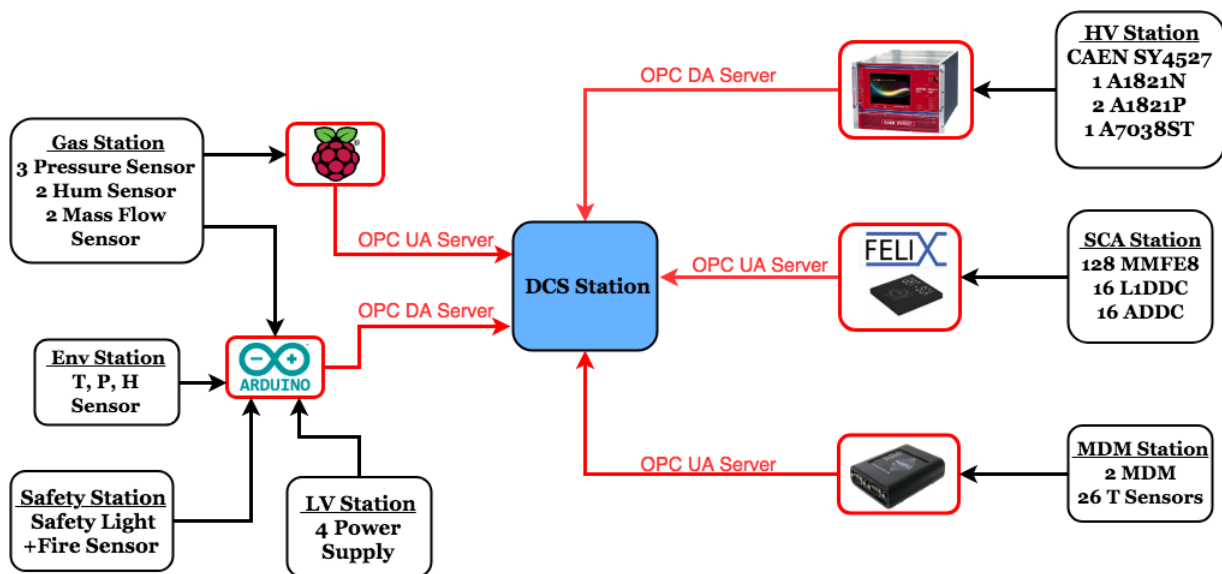 HV Station
CAEN SY4527
1 A1821N
2 A1821P
1 A7038ST
OPC DA Server
Gas Station
3 Pressure Sensor
2 Hum Sensor
2 Mass Flow
Sensor
OPC UA Server
DCS Station
OPC UA Server
FELIX
SCA Station
128 MMFE8
16 L1DDC
16 ADDC
OPC DA Server
Env Station
T, P, H
Sensor
ARDUINO
MDM Station
2 MDM
26 T Sensors
OPC UA Server
Safety Station
Safety Light
+Fire Sensor
LV Station
4 Power
Supply